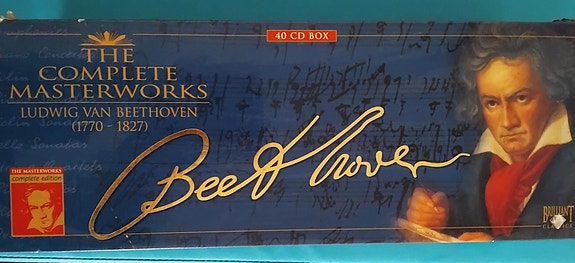 40 CD BOX
THE
COMPLETE
MASTERWORKS
LUDWIG VAN BEETHOVEN
(1770 - 1827)
Beethoven
THE MASTERWORKS
complete edition
BRILLIANT
CLASSICS